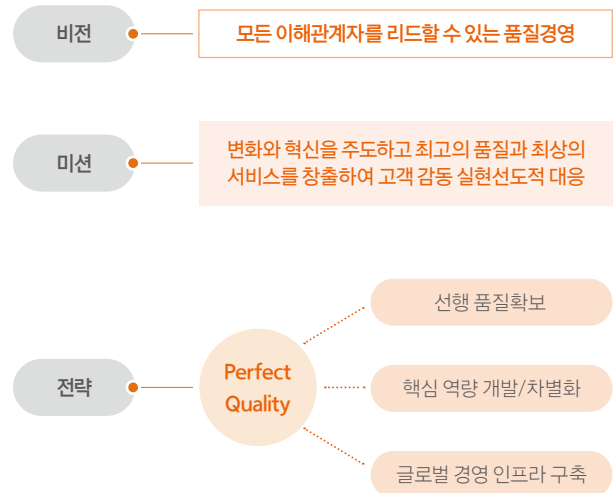 비전
모든 이해관계자를 리드할 수 있는 품질경영
미션
변화와 혁신을 주도하고 최고의 품질과 최상의
서비스를 창출하여 고객 감동 실현선도적 대응
전략
Perfect
Quality
선행 품질확보
핵심 역량 개발/차별화
글로벌 경영 인프라 구축